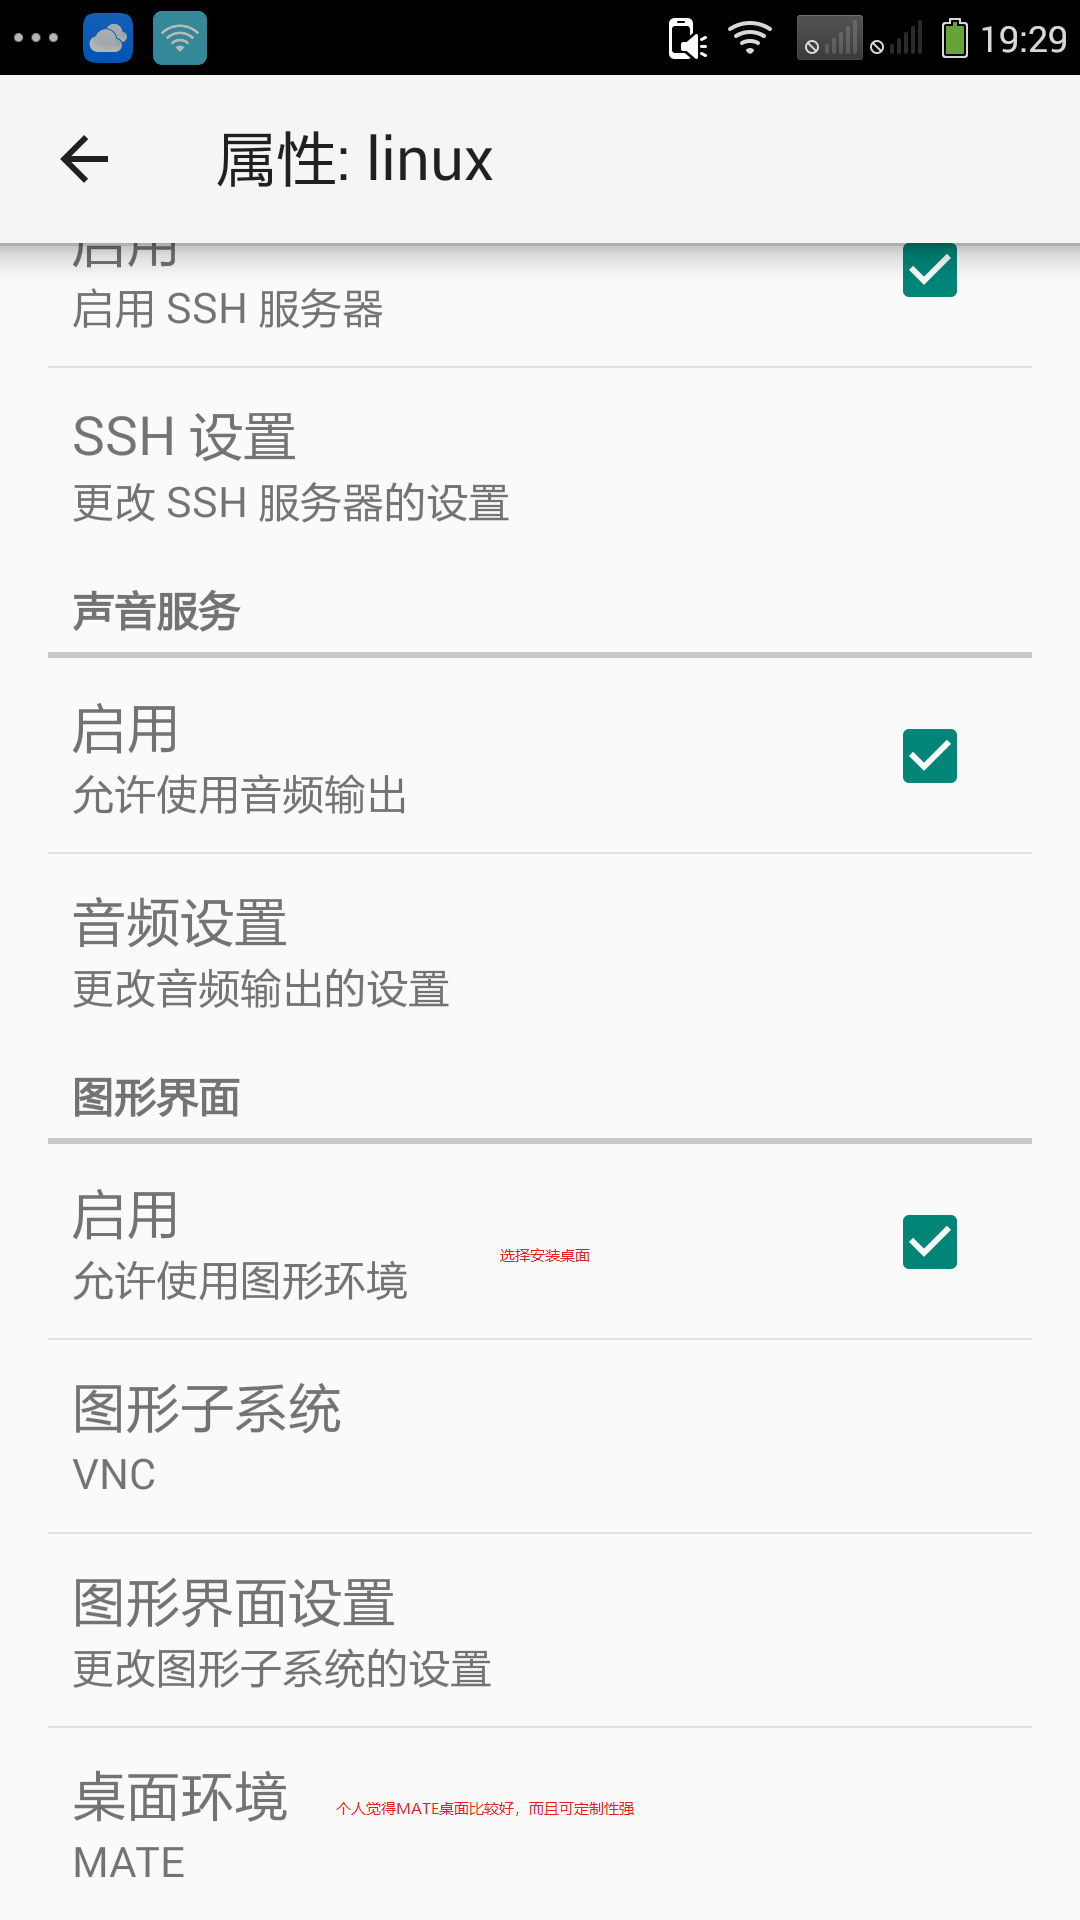 19:29
属性: linux
启用
启用 SSH 服务器
SSH 设置
更改 SSH 服务器的设置
声音服务
启用
允许使用音频输出
音频设置
更改音频输出的设置
图形界面
启用
选择安装桌面
允许使用图形环境
图形子系统
VNC
图形界面设置
更改图形子系统的设置
桌面环境
个人觉得MATE桌面比较好，而且可定制性强
MATE